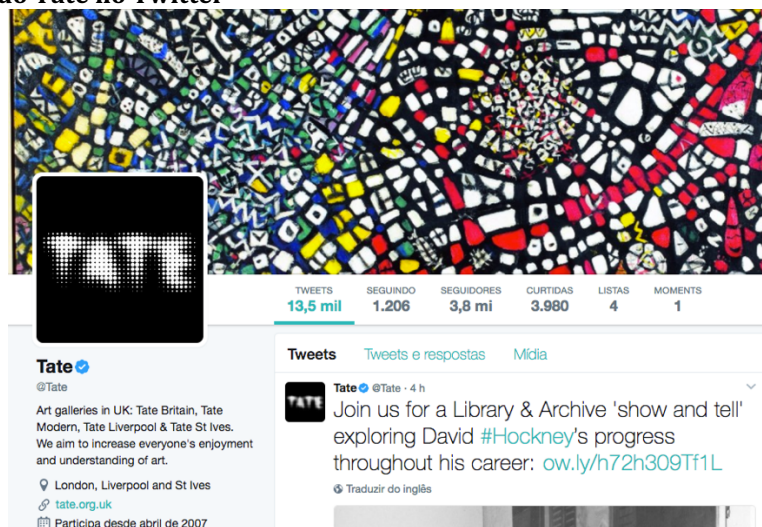 do Tate no Twitter
TATE
TWEETS SEGUINDO SEGUIDORES CURTIDAS LISTAS MOMENTS
13,5 mil 1.206 3,8 mi 3.980 4 1
Tate
@Tate
Art galleries in UK: Tate Britain, Tate
Modern, Tate Liverpool & Tate St Ives.
We aim to increase everyone's enjoyment
and understanding of art.
London, Liverpool and St Ives
tate.org.uk
Participa desde abril de 2007
Tweets Tweets e respostas Mídia
TATE
Tate @Tate · 4 h
Join us for a Library & Archive 'show and tell'
exploring David #Hockney's progress
throughout his career: ow.ly/h72h309Tf1L
Traduzir do inglês